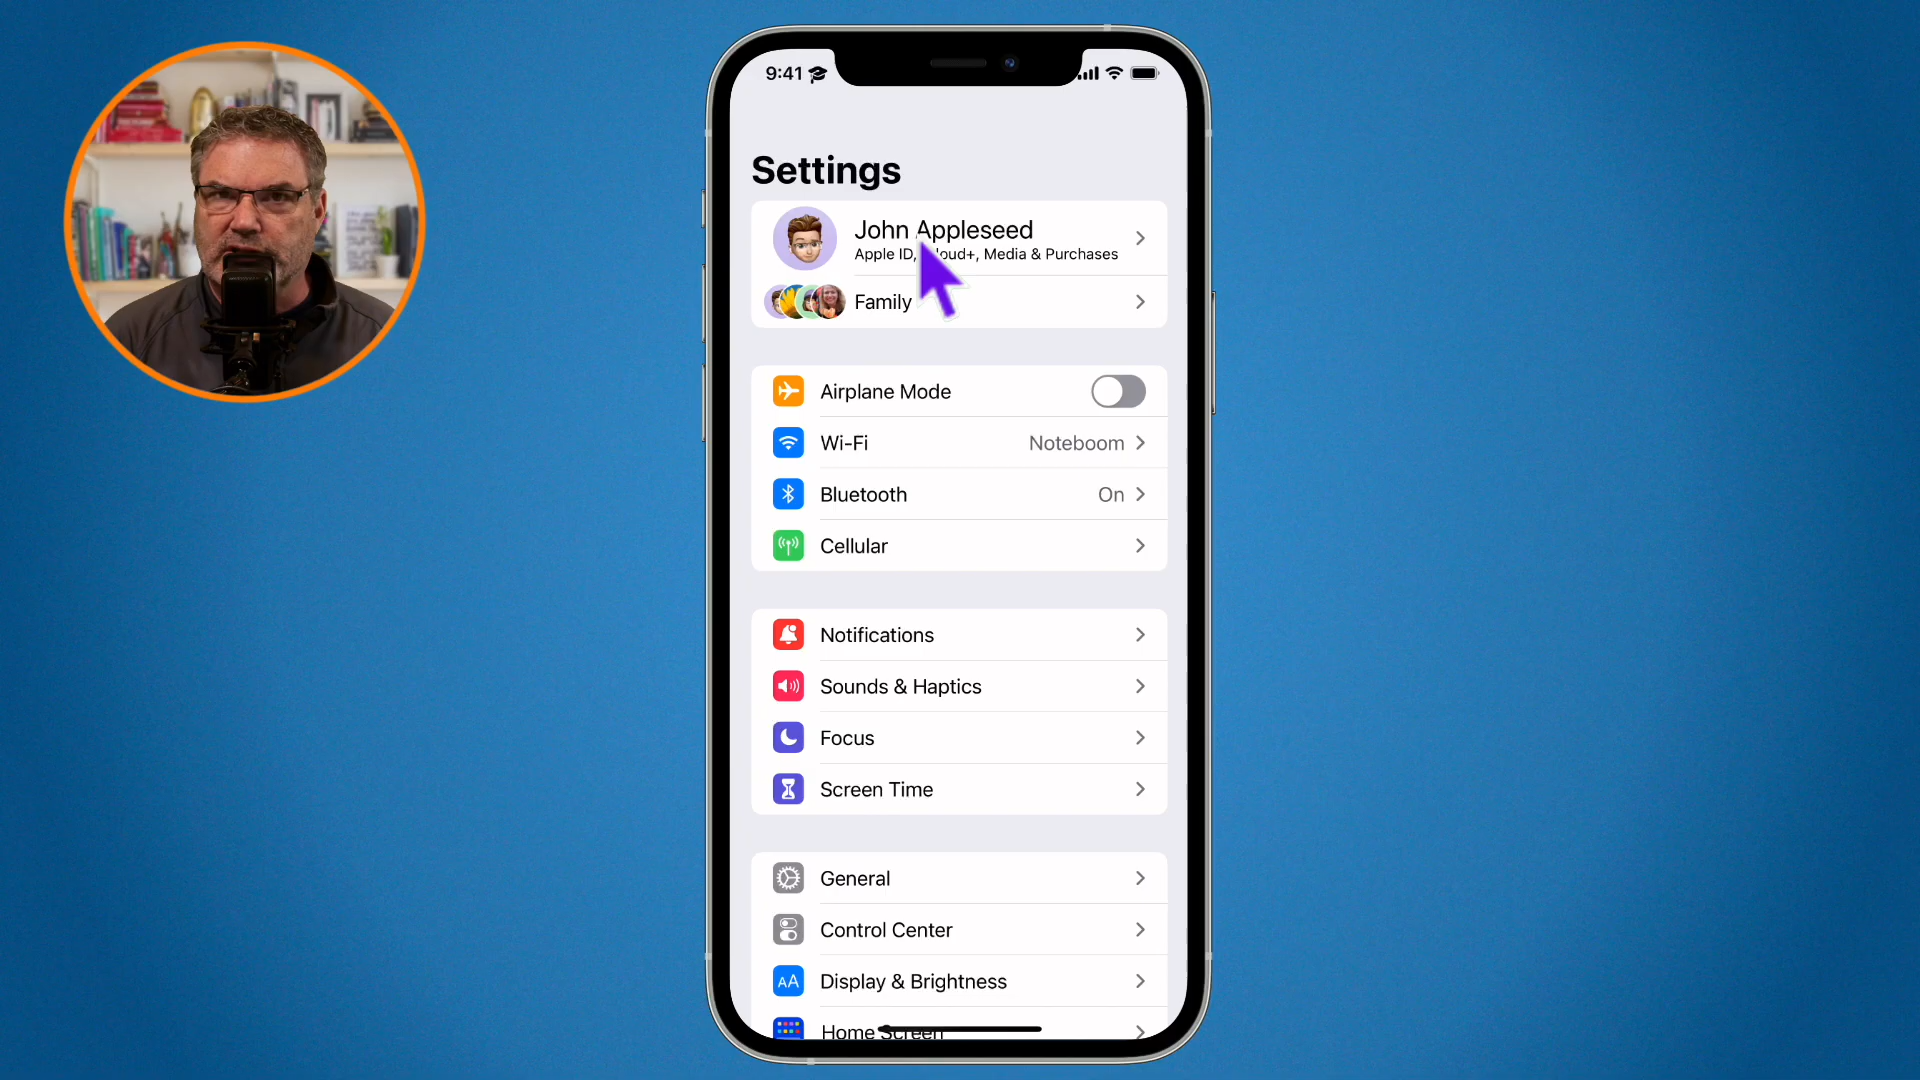 9:41
Settings
John Appleseed
Apple ID, loud+, Media & Purchases
Family
Airplane Mode
Wi-Fi Noteboom
Bluetooth On
Cellular
Notifications
Sounds & Haptics
Focus
Screen Time
General
Control Center
AA Display & Brightness
Home Screen